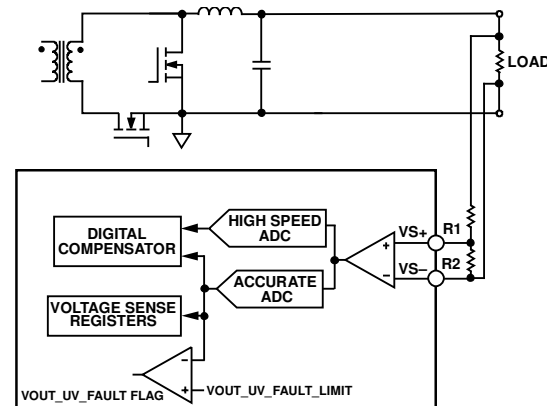 LOAD
HIGH SPEED
ADC
DIGITAL
COMPENSATOR
VS+
R1
R2
VS–
+
–
ACCURATE
ADC
VOLTAGE SENSE
REGISTERS
–
+
VOUT_UV_FAULT FLAG
VOUT_UV_FAULT_LIMIT